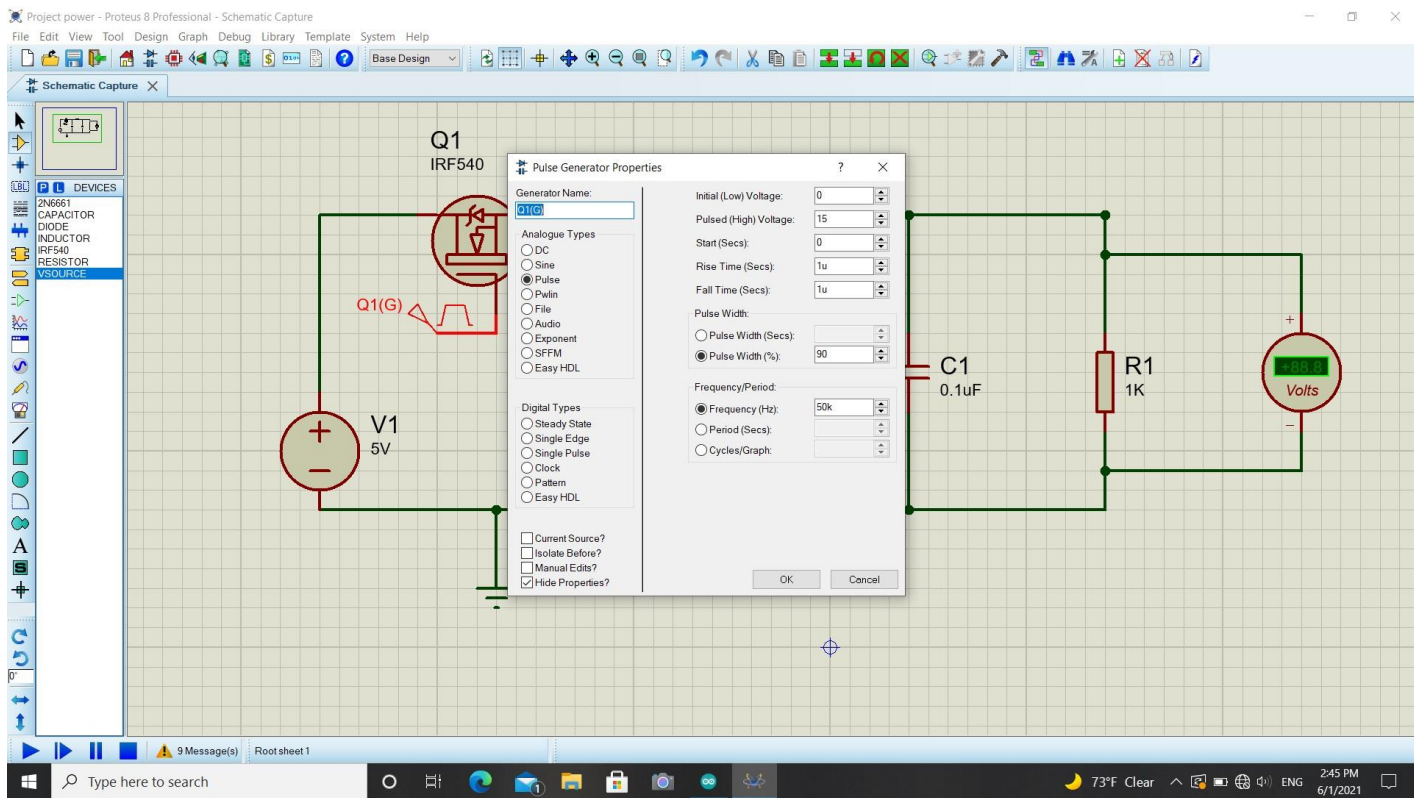 Project power - Proteus 8 Professional - Schematic Capture
File Edit View Tool Design Graph Debug Library Template System Help
Base Design
Schematic Capture
DEVICES
P L
2N6661
CAPACITOR
DIODE
INDUCTOR
IRF540
RESISTOR
VSOURCE
LBL
A
S
0°
Q1
IRF540
Q1(G)
V1
5V
Pulse Generator Properties
Generator Name:
Q1(G)
Analogue Types
DC
Sine
Pulse
Pwlin
File
Audio
Exponent
SFFM
Easy HDL
Digital Types
Steady State
Single Edge
Single Pulse
Clock
Pattern
Easy HDL
Current Source?
Isolate Before?
Manual Edits?
Hide Properties?
Initial (Low) Voltage: 0
Pulsed (High) Voltage: 15
Start (Secs): 0
Rise Time (Secs): 1u
Fall Time (Secs): 1u
Pulse Width:
Pulse Width (Secs):
Pulse Width (%): 90
Frequency/Period:
Frequency (Hz): 50k
Period (Secs):
Cycles/Graph:
OK Cancel
C1
0.1uF
R1
1K
+88.8
Volts
9 Message(s) Root sheet 1
Type here to search
73°F Clear
ENG
2:45 PM
6/1/2021